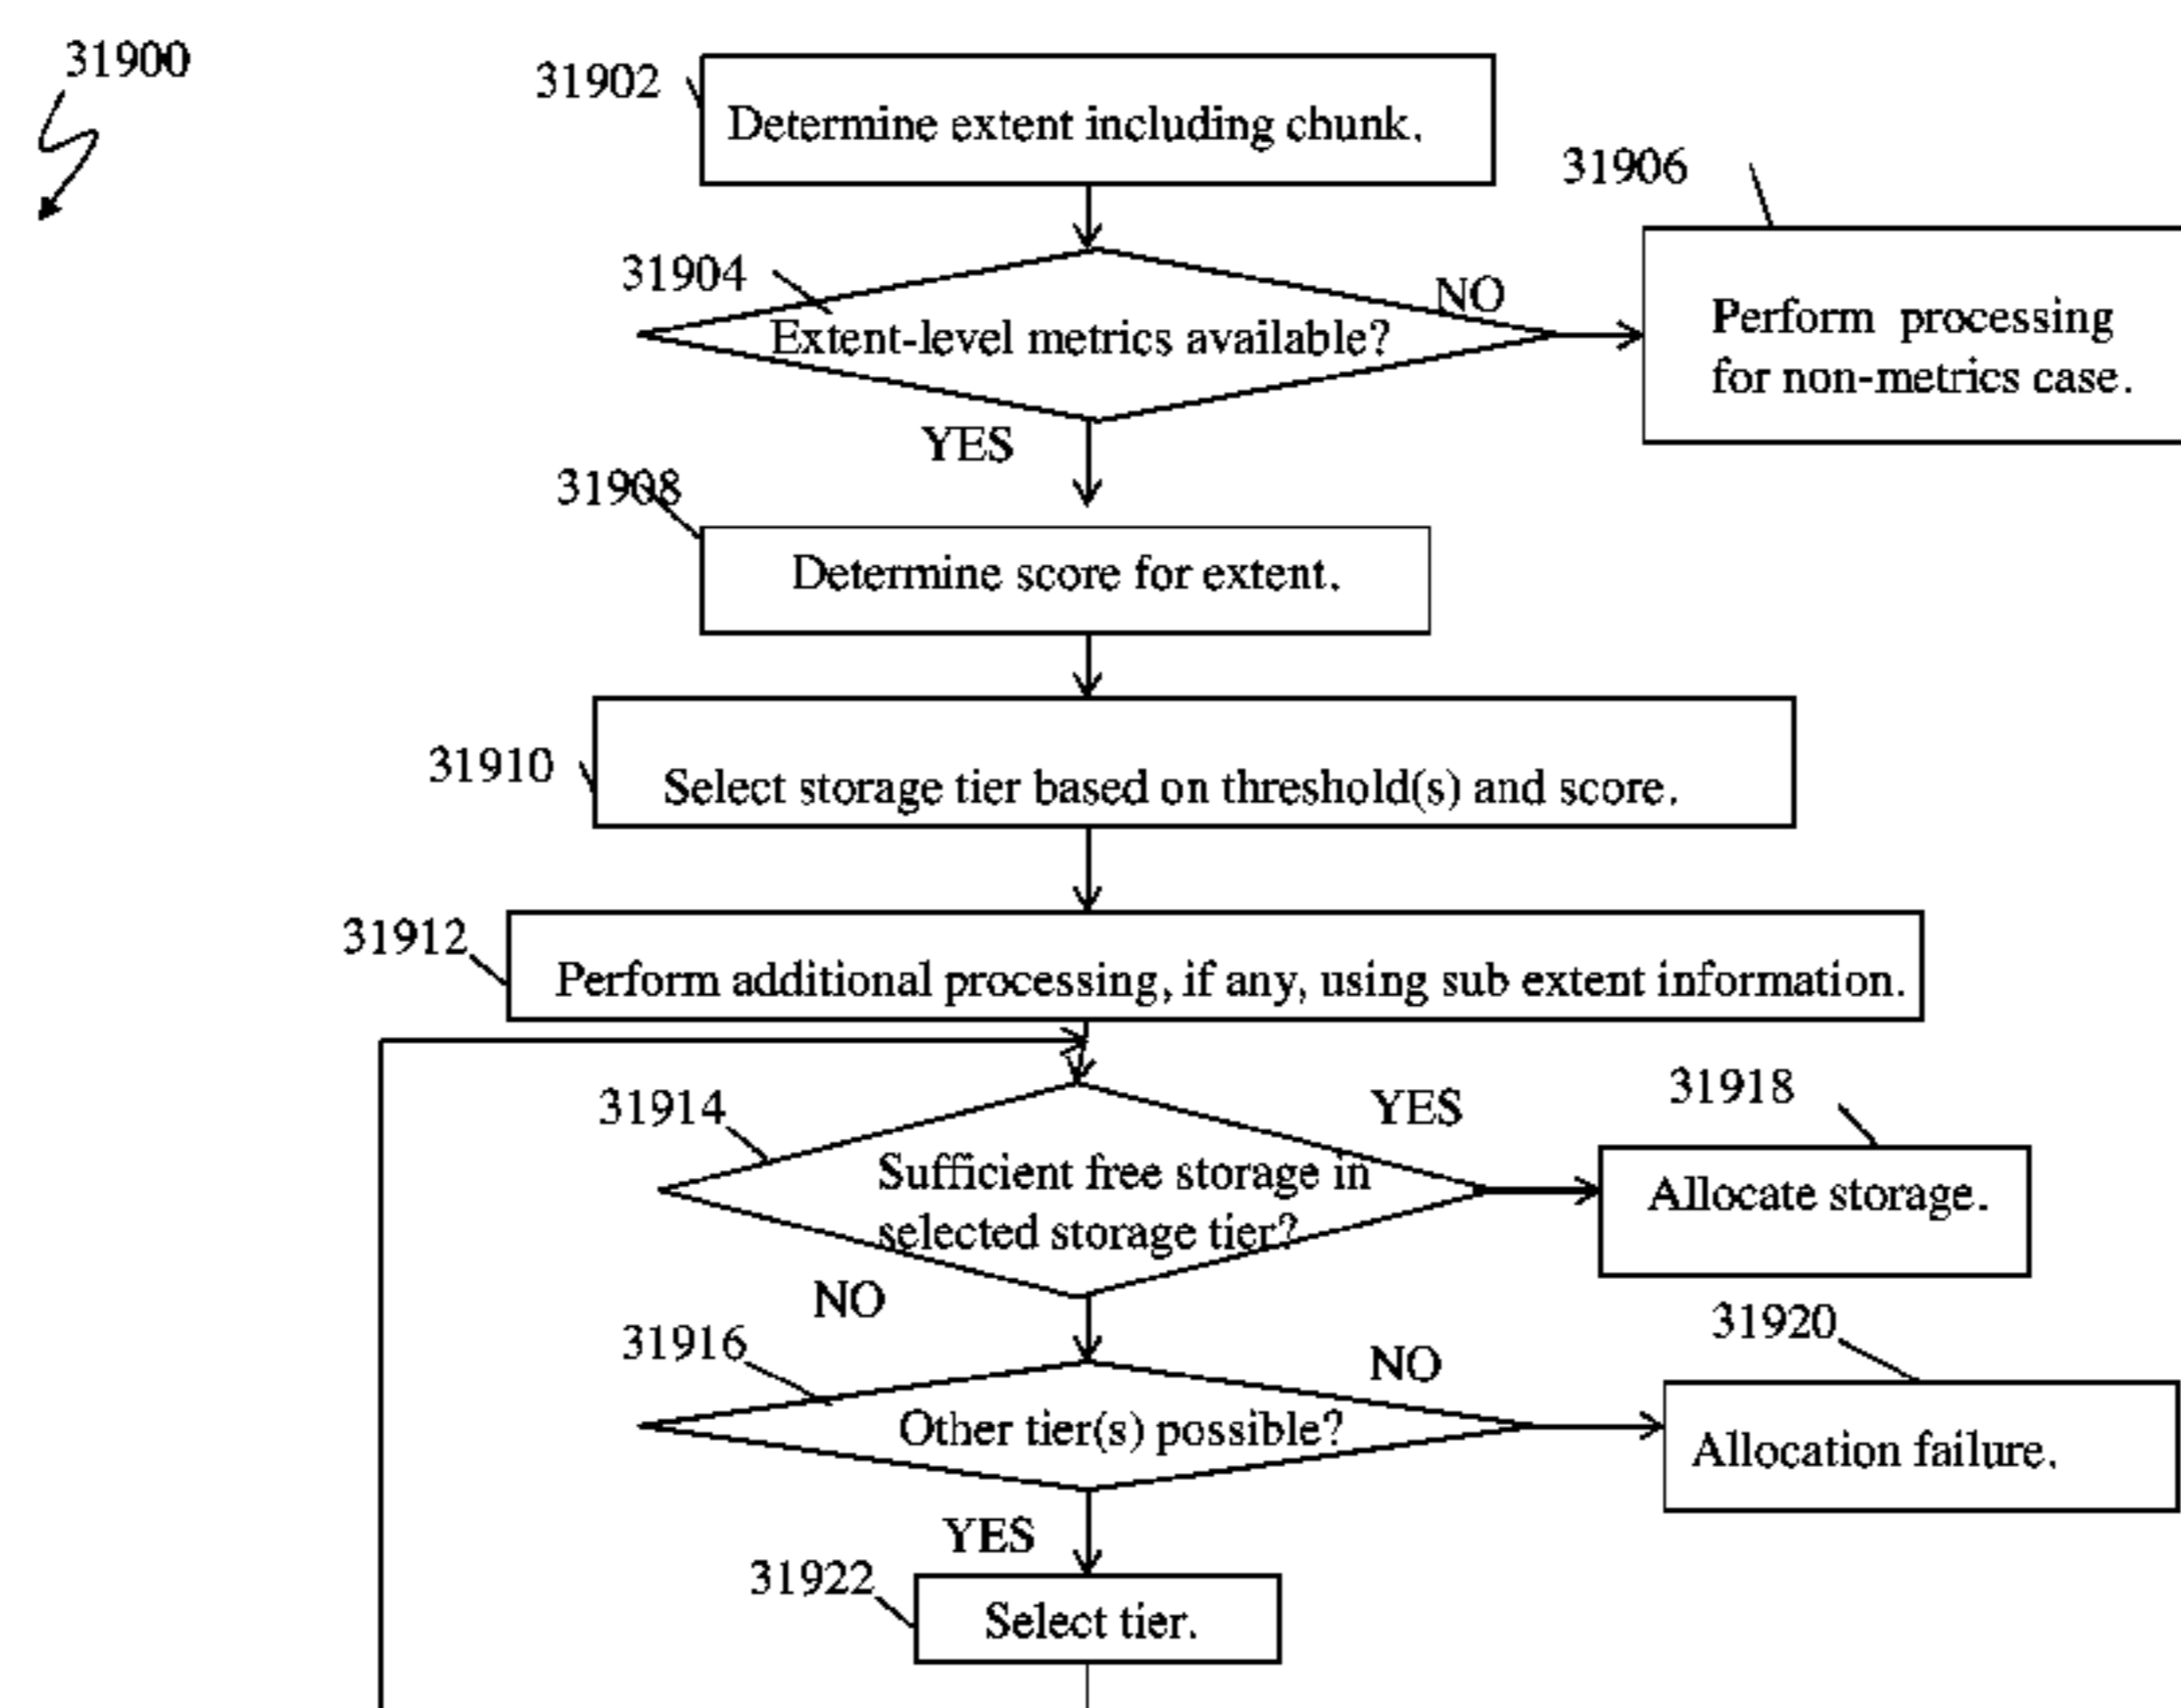 31900
31902
Determine extent including chunk.
31906
31904
NO
Extent-level metrics available?
Perform processing
for non-metrics case.
YES
31908
Determine score for extent.
31910
Select storage tier based on threshold(s) and score.
31912
Perform additional processing, if any, using sub extent information.
31914
YES
31918
Sufficient free storage in
selected storage tier?
Allocate storage.
NO
31916
NO
31920
Other tier(s) possible?
Allocation failure.
YES
31922
Select tier.